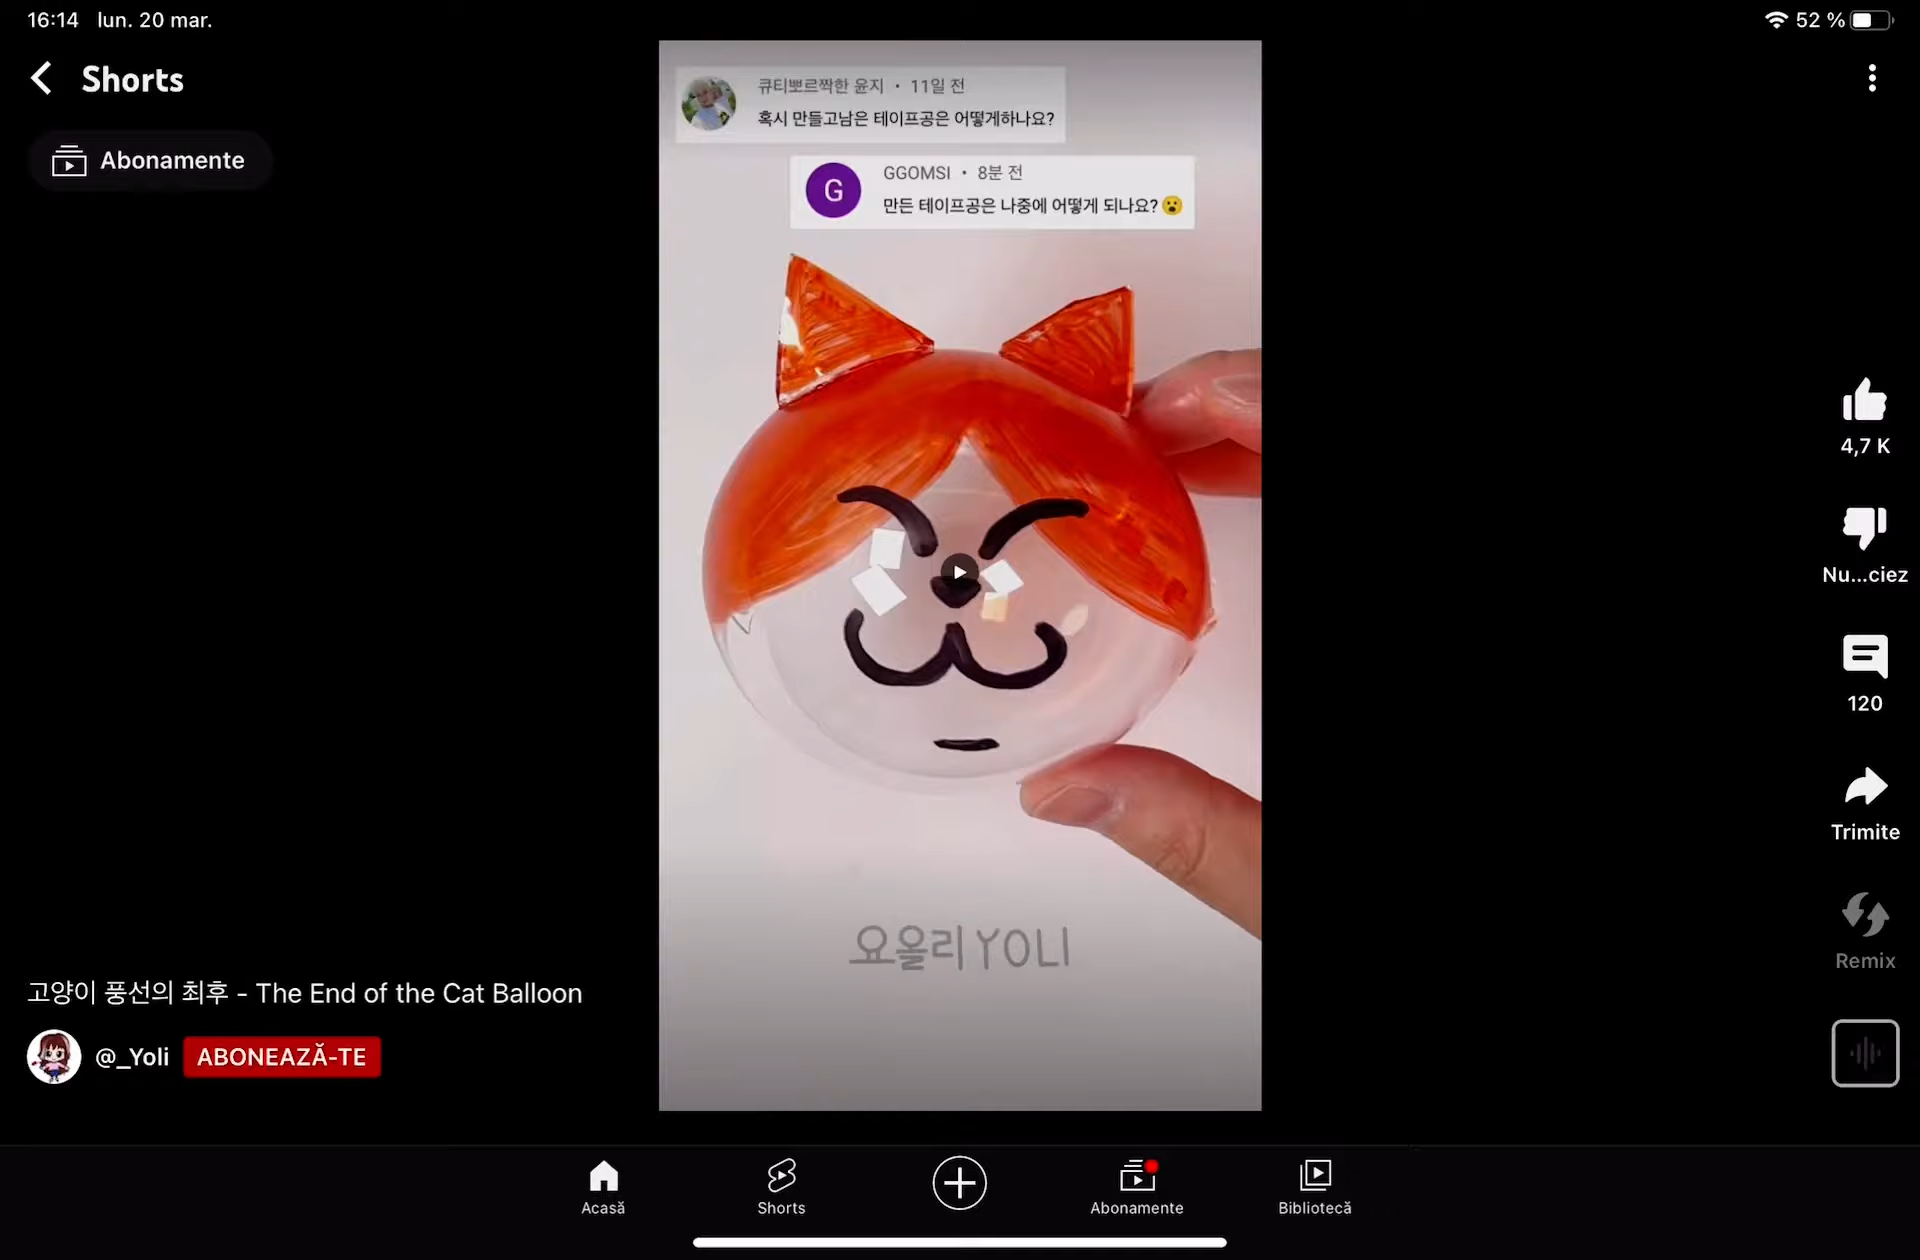 16:14 lun. 20 mar.
52 %
Shorts
Abonamente
큐티뽀르짝한 윤지 • 11일 전
혹시 만들고남은 테이프공은 어떻게하나요?
G
GGOMSI • 8분 전
만든 테이프공은 나중에 어떻게 되나요?😮
4,7 K
Nu...ciez
120
Trimite
Remix
요올리 YOLI
고양이 풍선의 최후 - The End of the Cat Balloon
@_Yoli ABONEAZĂ-TE
Acasă
Shorts
Abonamente
Bibliotecă